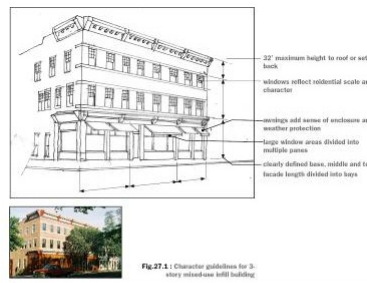 32' maximum height to roof or set
back
windows reflect residential scale and
character
awnings add sense of enclosure and
weather protection
large window areas divided into
multiple panes
clearly defined base, middle and to
facade length divided into bays
Fig.27.1 : Character guidelines for 3-
story mixed-use infill building